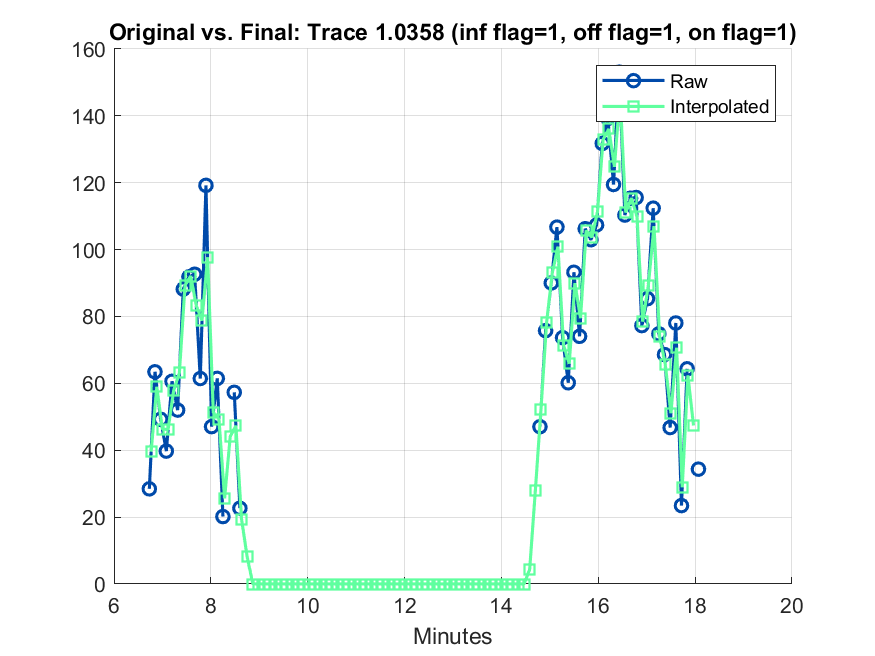 Original vs. Final: Trace 1.0358 (inf flag=1, off flag=1, on flag=1)
160
140
120
100
80
60
40
20
0
Raw
Interpolated
6 8 10 12 14 16 18 20
Minutes